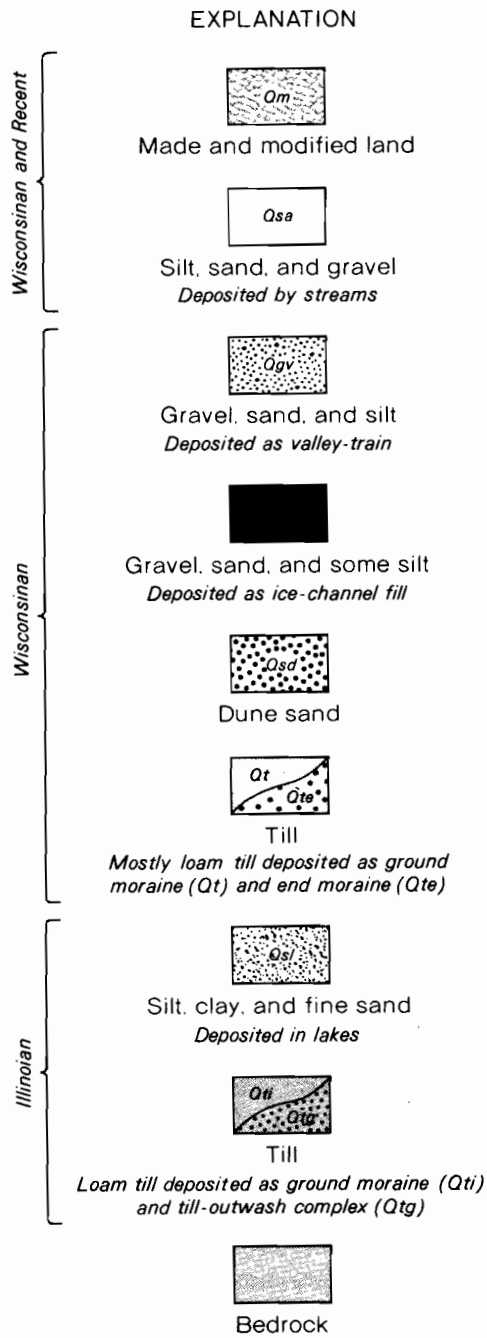 EXPLANATION
Wisconsinan and Recent
Qm
Made and modified land
Qsa
Silt, sand, and gravel
Deposited by streams
Wisconsinan
Qgv
Gravel, sand, and silt
Deposited as valley-train
Gravel, sand, and some silt
Deposited as ice-channel fill
Qsd
Dune sand
Qt
Qte
Till
Mostly loam till deposited as ground
moraine (Qt) and end moraine (Qte)
Illinoian
Qsl
Silt, clay, and fine sand
Deposited in lakes
Qti
Qtg
Till
Loam till deposited as ground moraine (Qti)
and till-outwash complex (Qtg)
Bedrock